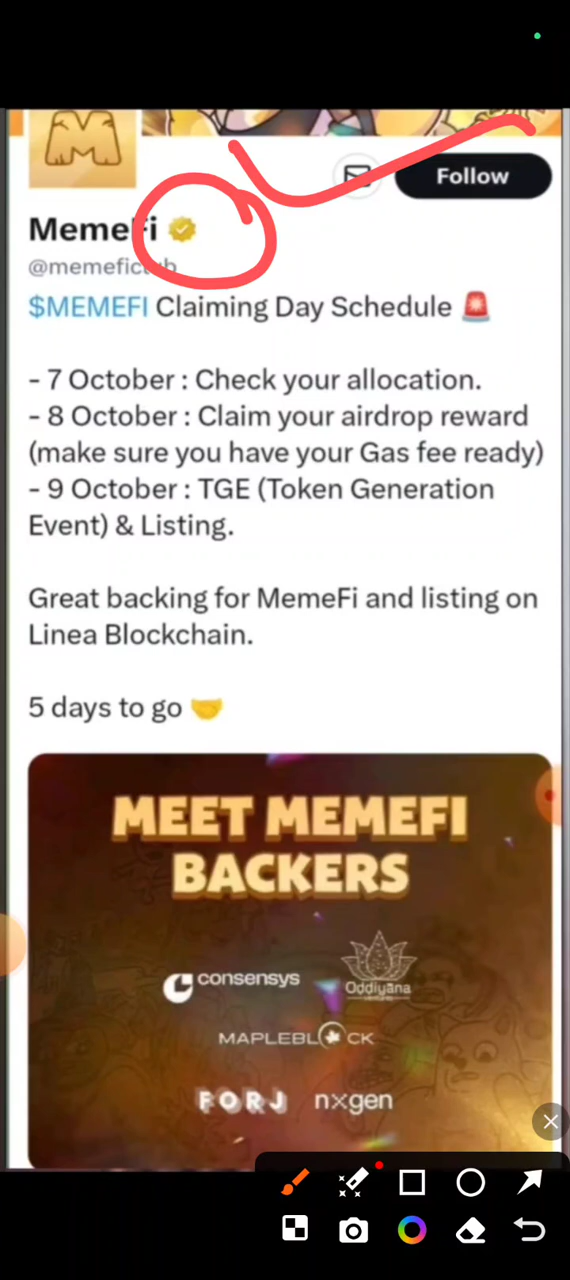 M
Follow
MemeFi
@memeficlub
$MEMEFI Claiming Day Schedule 🚨
- 7 October : Check your allocation.
- 8 October : Claim your airdrop reward
(make sure you have your Gas fee ready)
- 9 October : TGE (Token Generation
Event) & Listing.
Great backing for MemeFi and listing on
Linea Blockchain.
5 days to go 🤝
MEET MEMEFI
BACKERS
consensys
Oddiyana
MAPLEBLOCK
FORJ nxgen